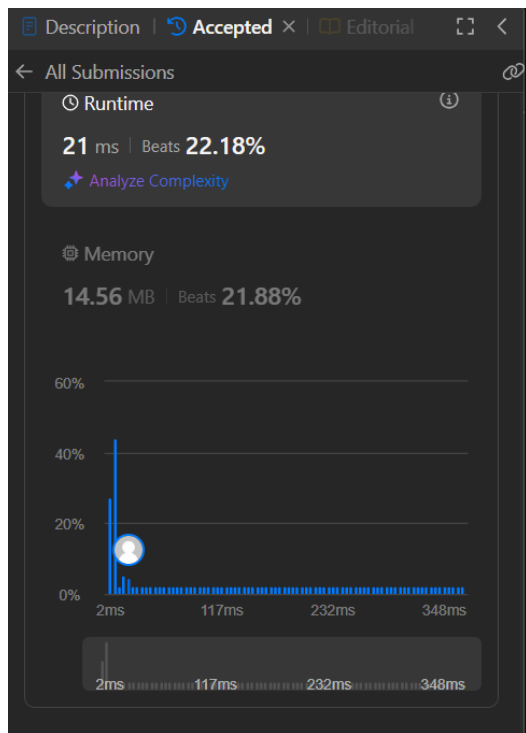 Description | Accepted × | Editorial
All Submissions
Runtime
21 ms | Beats 22.18%
Analyze Complexity
Memory
14.56 MB | Beats 21.88%
60%
40%
20%
0%
2ms 117ms 232ms 348ms
2ms 117ms 232ms 348ms